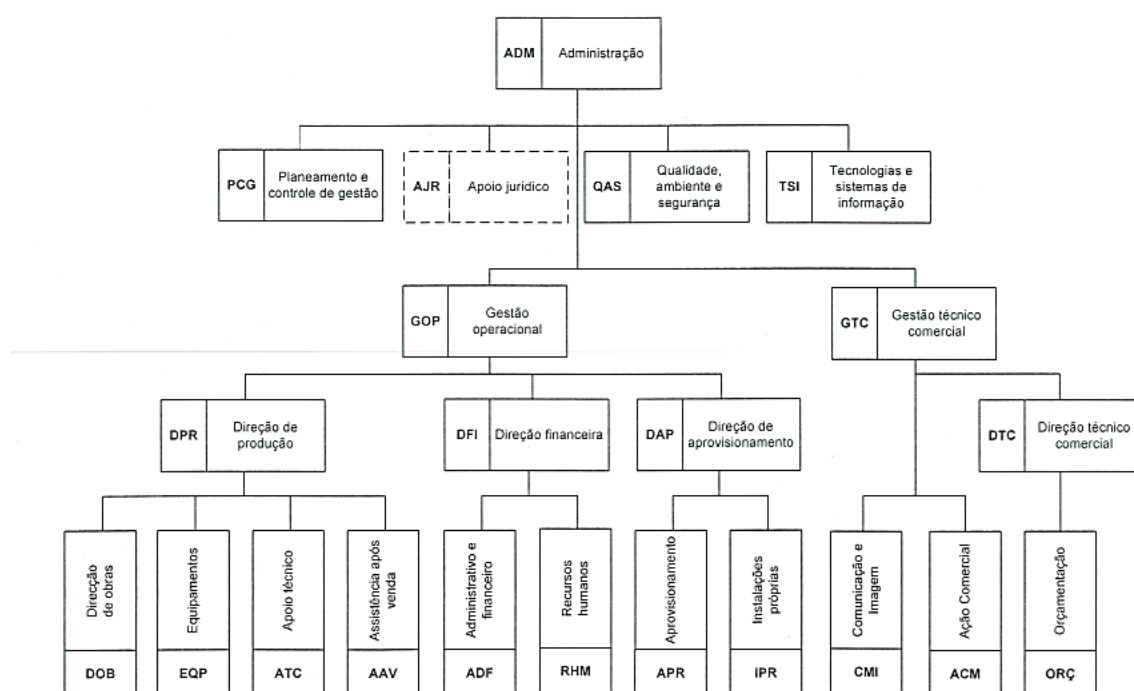 ADM
Administração
PCG
Planeamento e
controle de gestão
AJR
Apoio jurídico
QAS
Qualidade,
ambiente e
segurança
TSI
Tecnologias e
sistemas de
informação
GOP
Gestão
operacional
GTC
Gestão técnico
comercial
DPR
Direção de
produção
DFI
Direção financeira
DAP
Direção de
aprovisionamento
DTC
Direção técnico
comercial
Direcção
de obras
DOB
Equipamentos
EQP
Apoio técnico
ATC
Assistência após
venda
AAV
Administrativo e
financeiro
ADF
Recursos
humanos
RHM
Aprovisionamento
APR
Instalações
próprias
IPR
Comunicação e
Imagem
CMI
Ação Comercial
ACM
Orçamentação
ORÇ